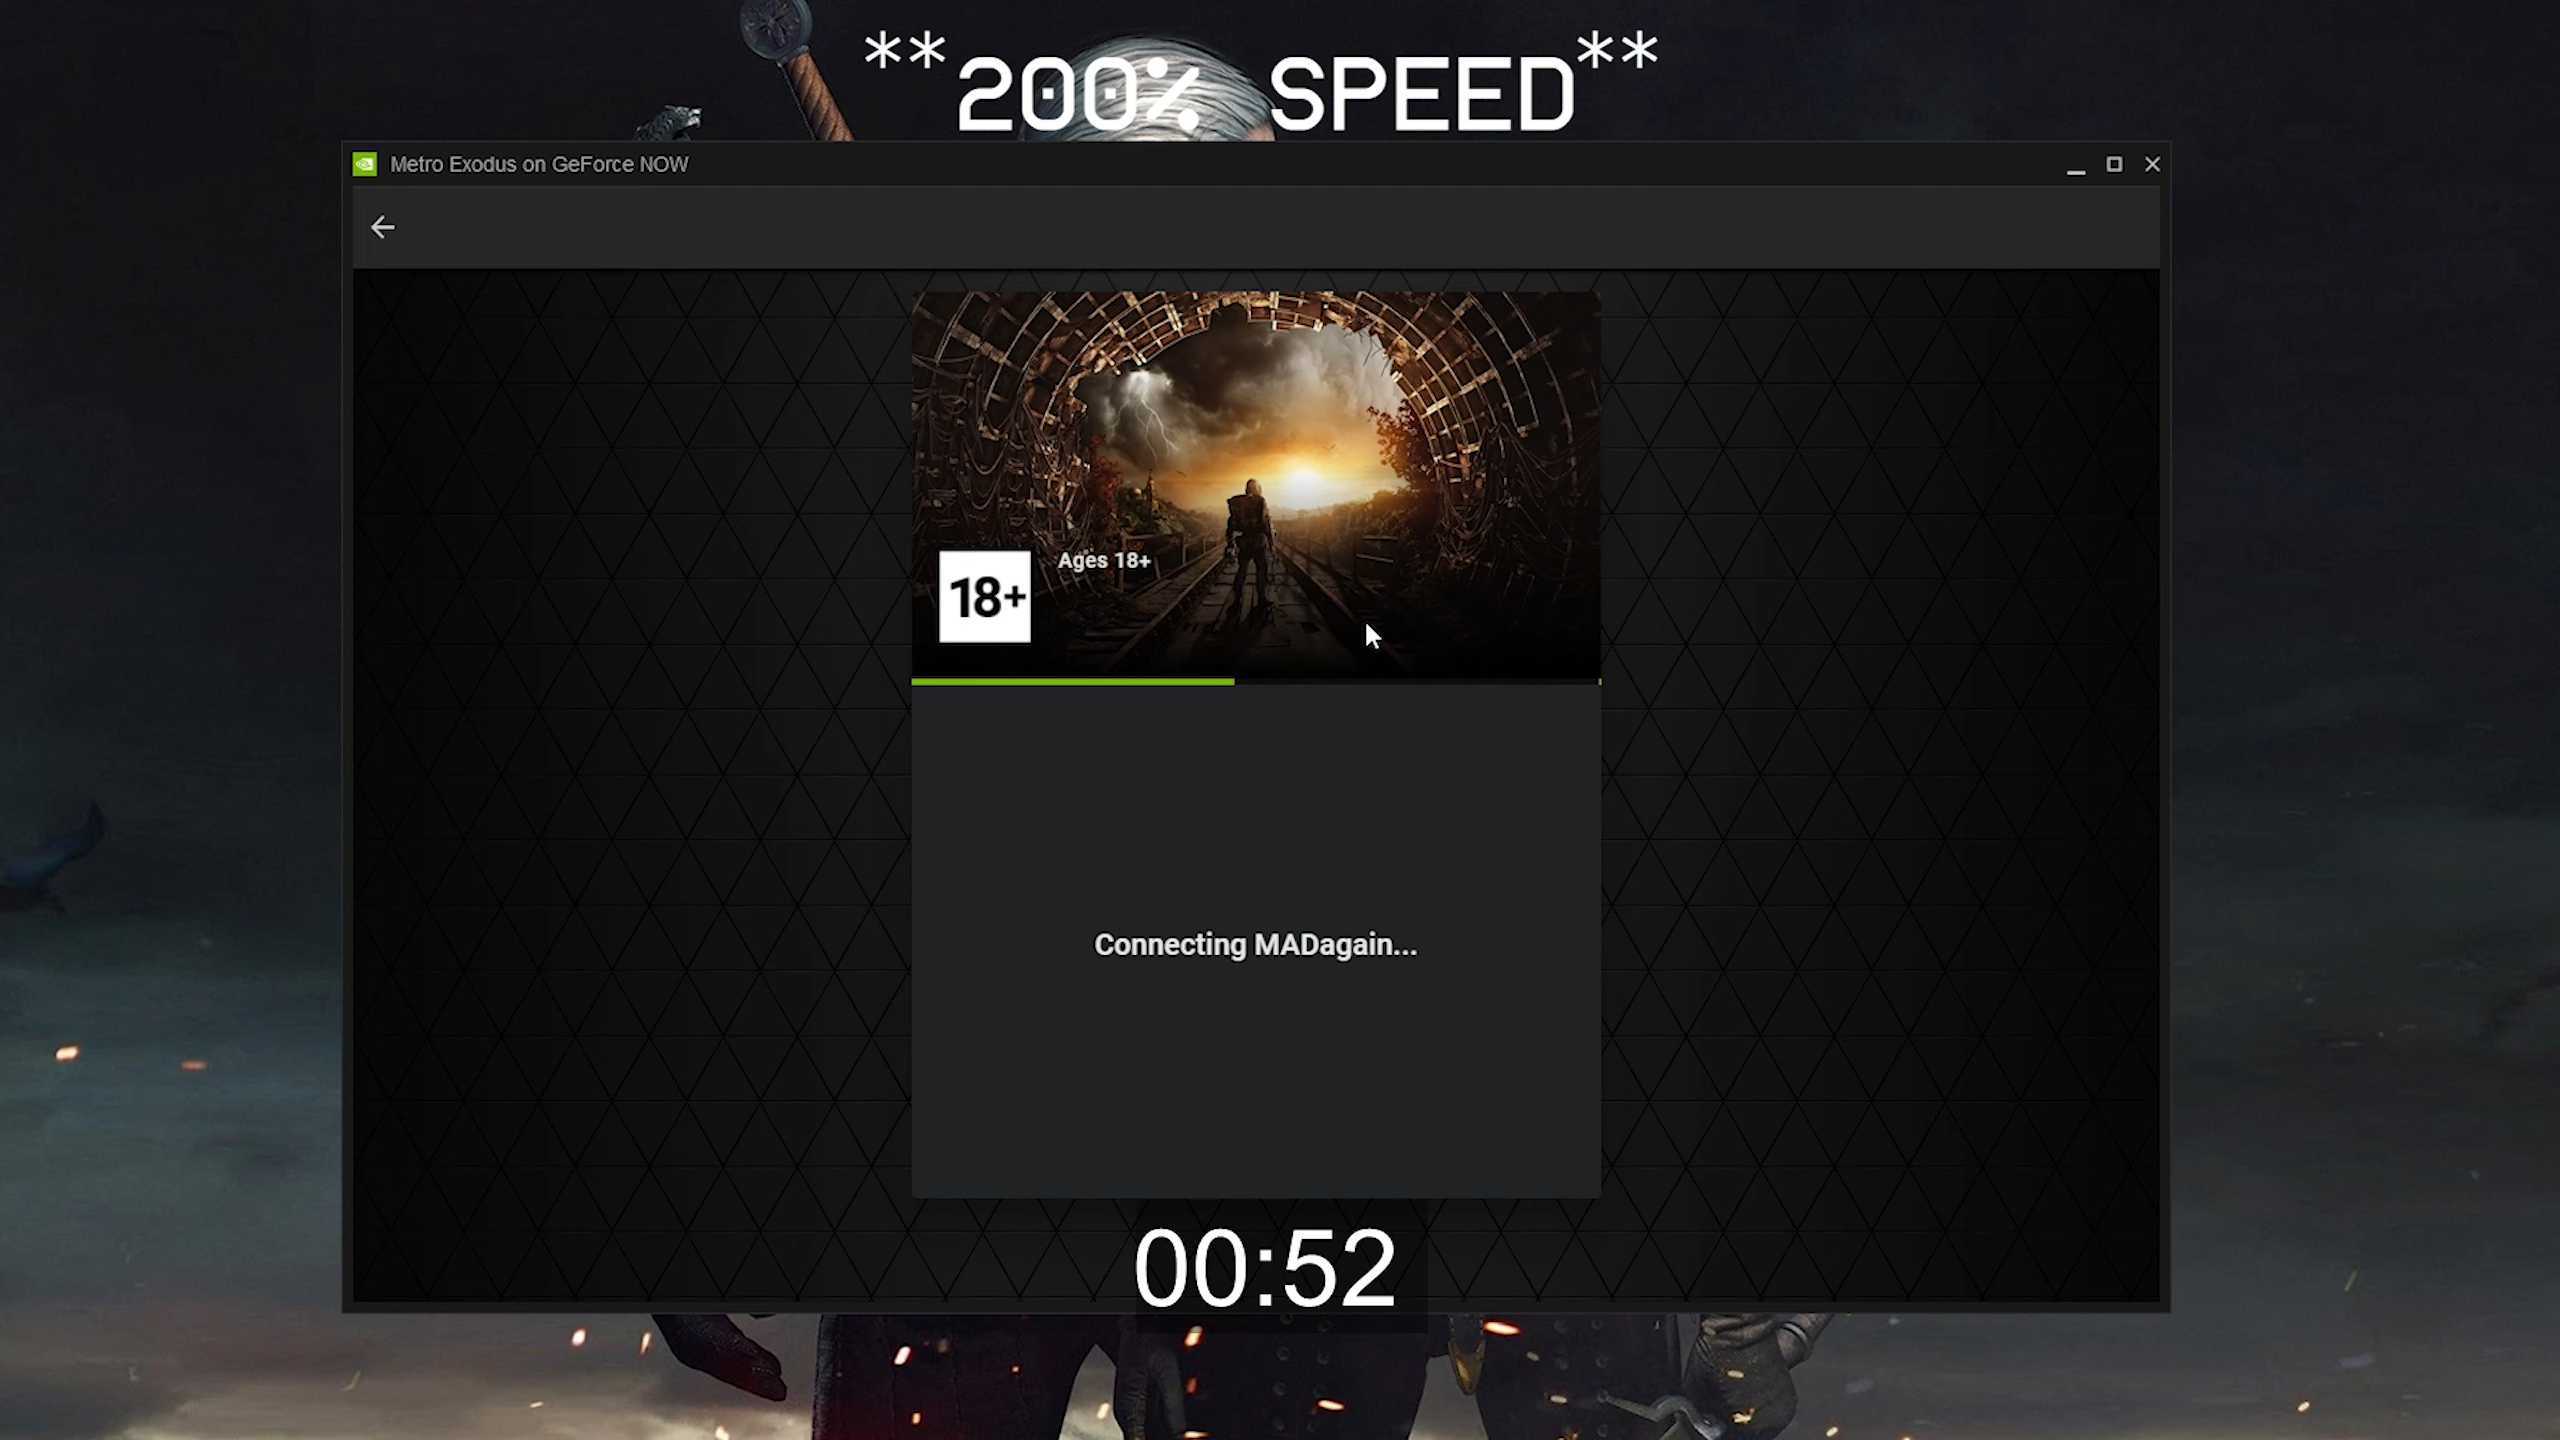 **200% SPEED**
Metro Exodus on GeForce NOW
Ages 18+
18+
Connecting MADagain...
00:52